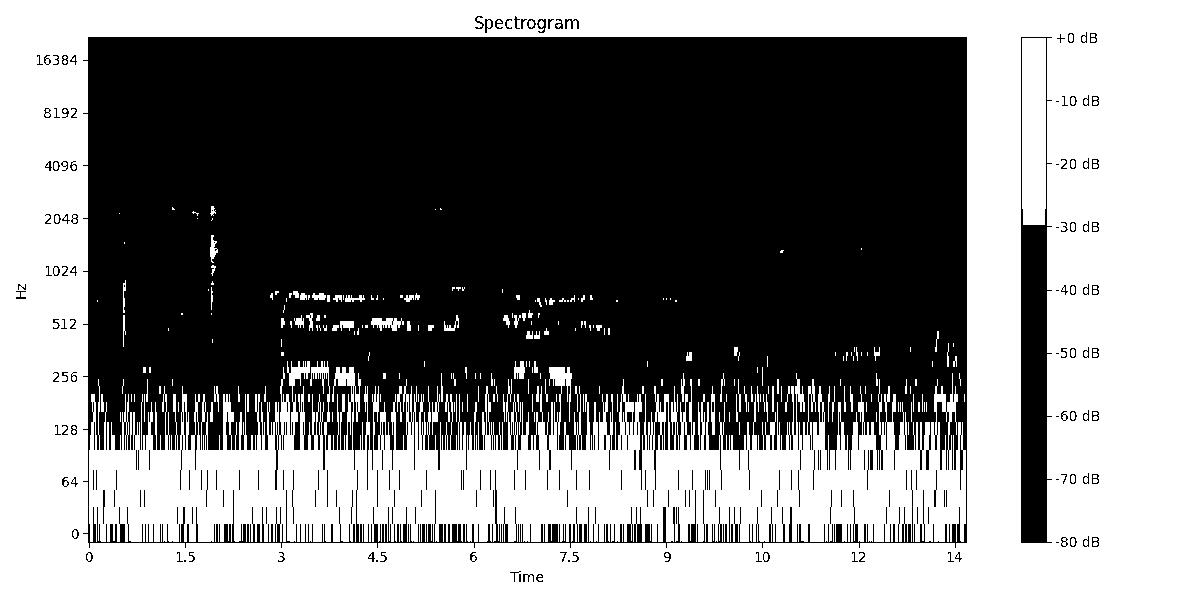 Spectrogram
16384
8192
4096
2048
1024
512
256
128
64
0
Hz
0 1.5 3 4.5 6 7.5 9 10 12 14
Time
+0 dB
-10 dB
-20 dB
-30 dB
-40 dB
-50 dB
-60 dB
-70 dB
-80 dB